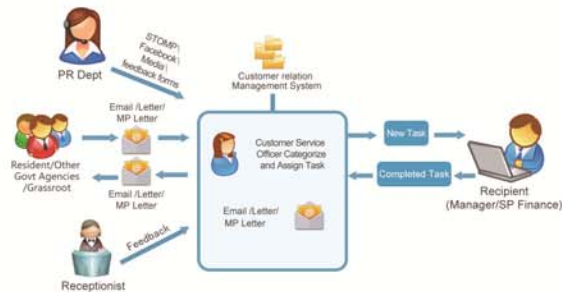 STOMP\
Facebook\
Media\
feedback forms
PR Dept
Customer relation
Management System
Email /Letter/
MP Letter
Resident/Other
Govt Agencies
/Grassroot
Email /Letter/
MP Letter
Customer Service
Officer Categorize
and Assign Task
Email /Letter/
MP Letter
New Task
Completed Task
Recipient
(Manager/SP Finance)
Feedback
Receptionist